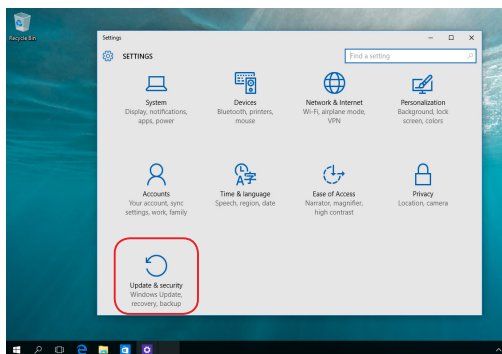 Recycle Bin
Settings
SETTINGS
Find a setting
System
Display, notifications,
apps, power
Devices
Bluetooth, printers,
mouse
Network & Internet
Wi-Fi, airplane mode,
VPN
Personalization
Background, lock
screen, colors
Accounts
Your account, sync
settings, work, family
Time & language
Speech, region, date
Ease of Access
Narrator, magnifier,
high contrast
Privacy
Location, camera
Update & security
Windows Update,
recovery, backup